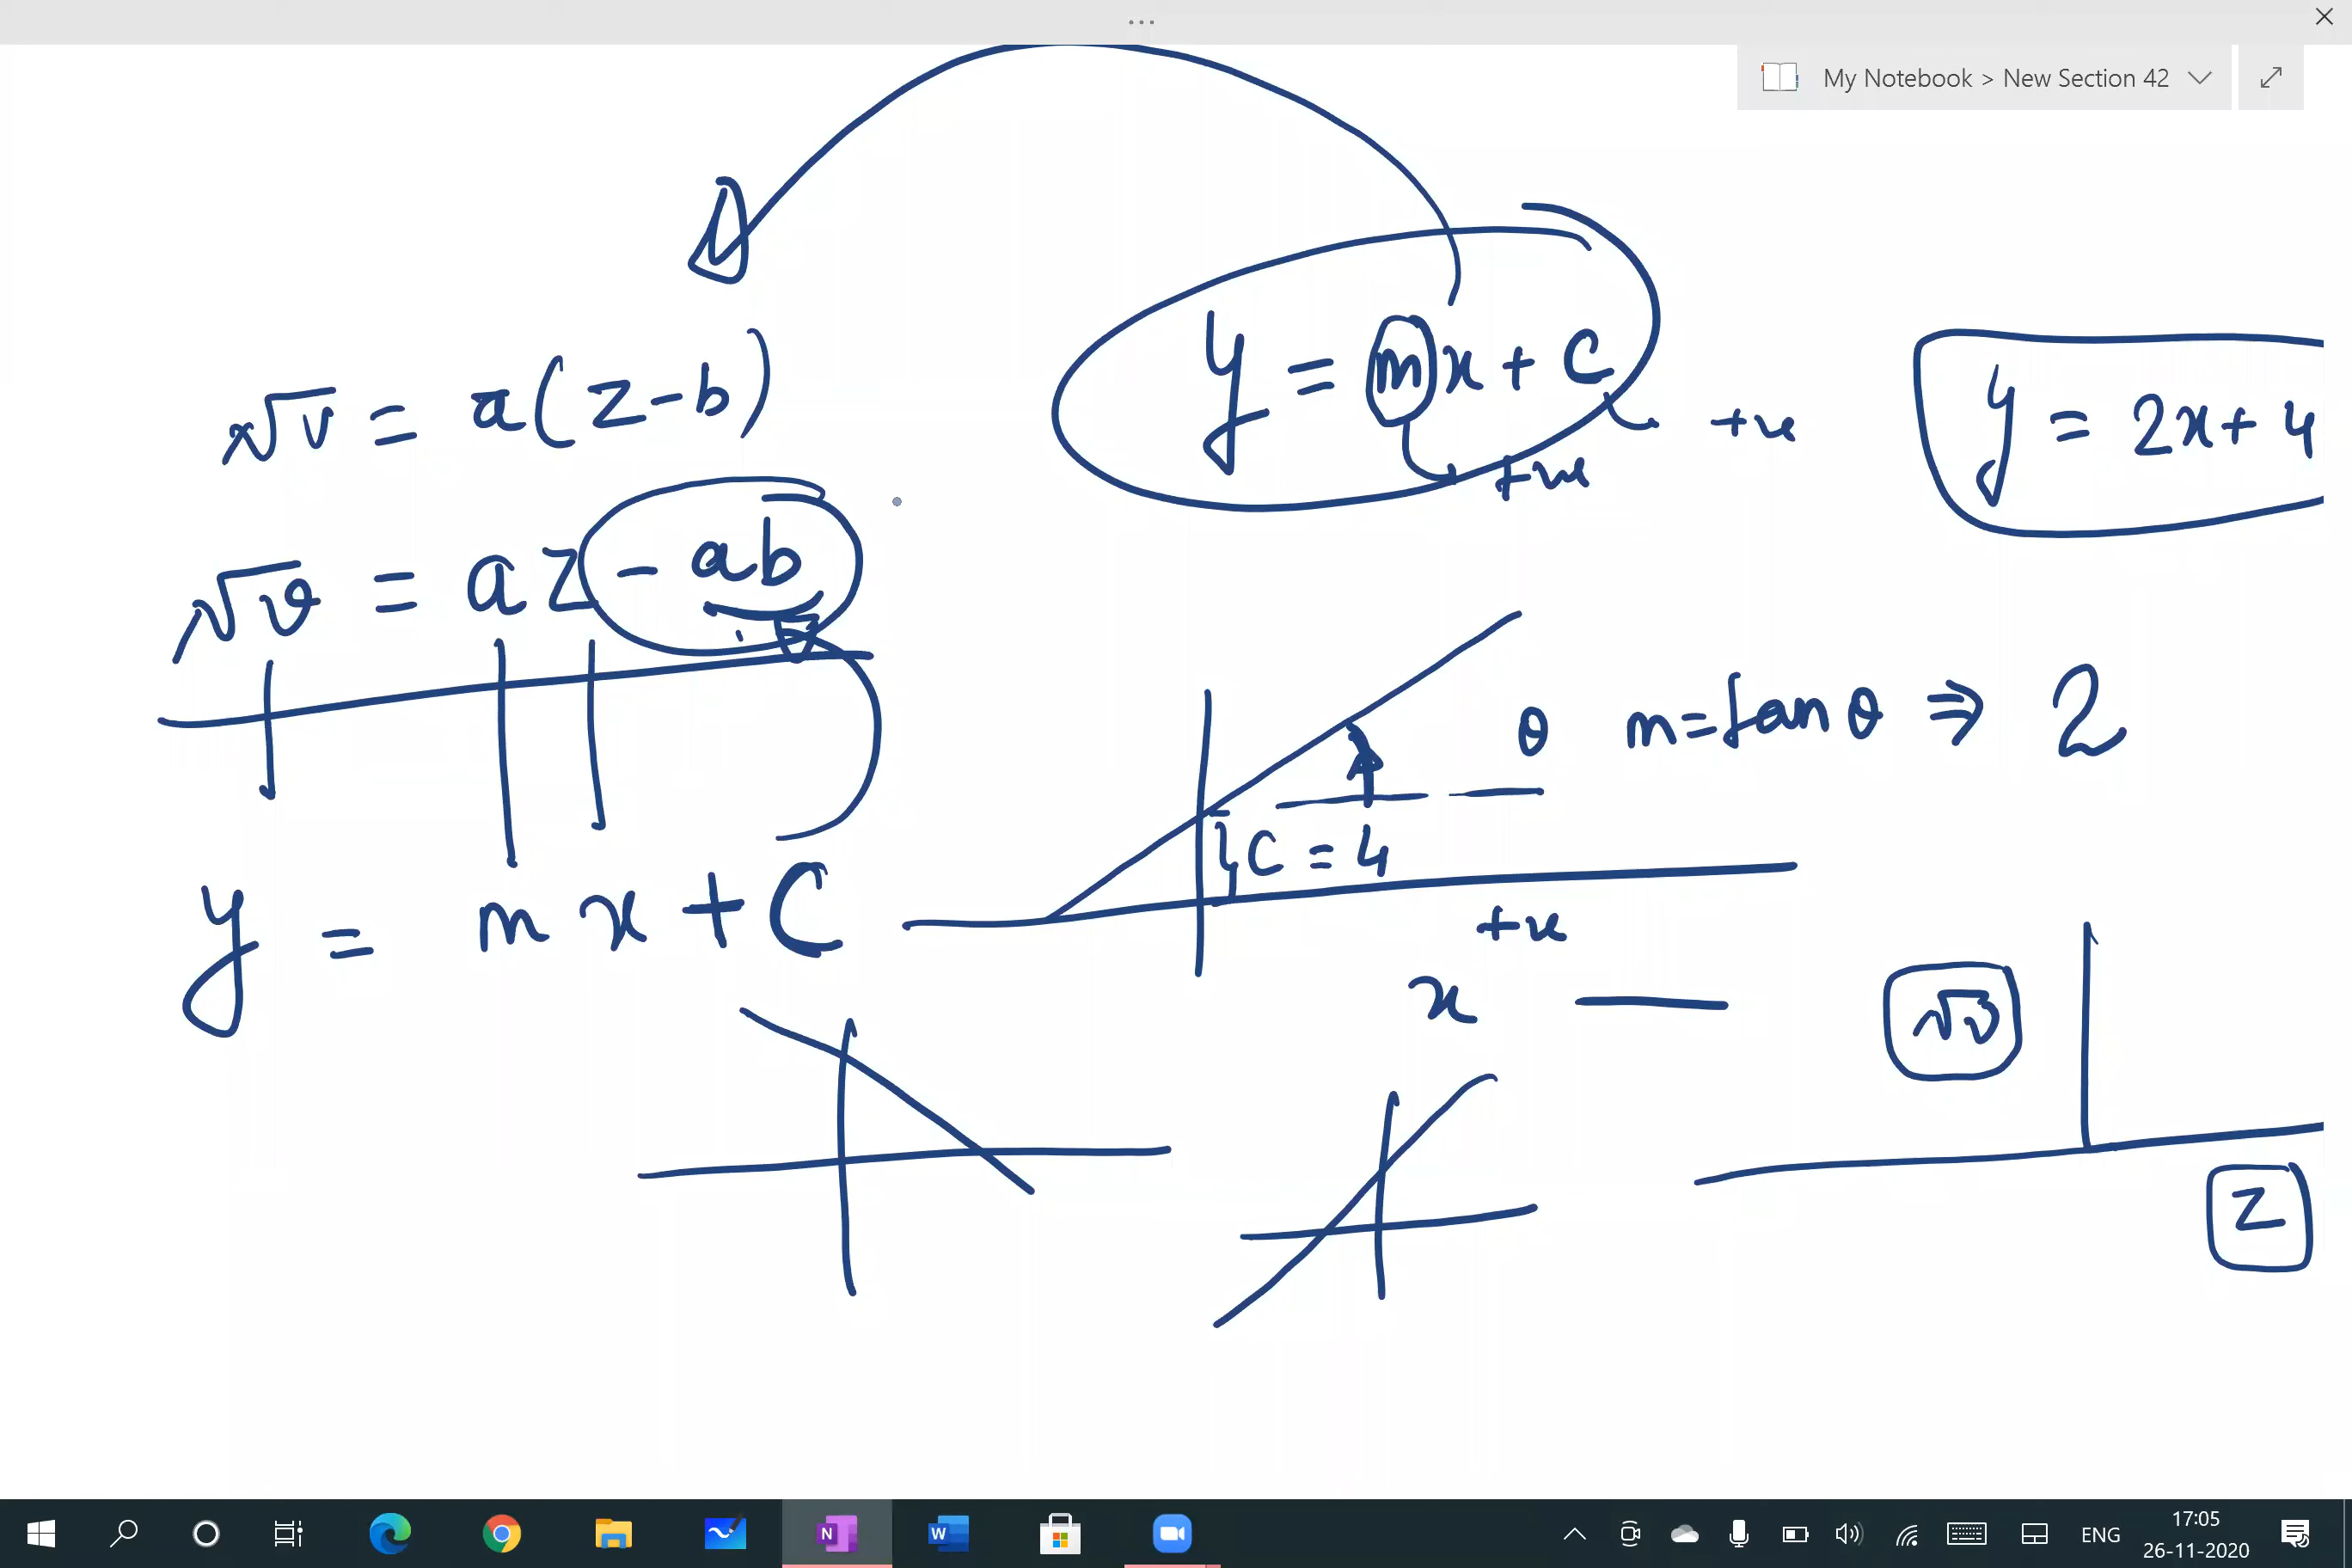 My Notebook > New Section 42
y = mx + c
+ve
+ve
y = 2x + 4
√v = a(z-b)
√v = az - ab
y = mx + C
θ m = tan θ ⇒ 2
C = 4
+ve
x
√v
z
N
W
ENG
17:05
26-11-2020